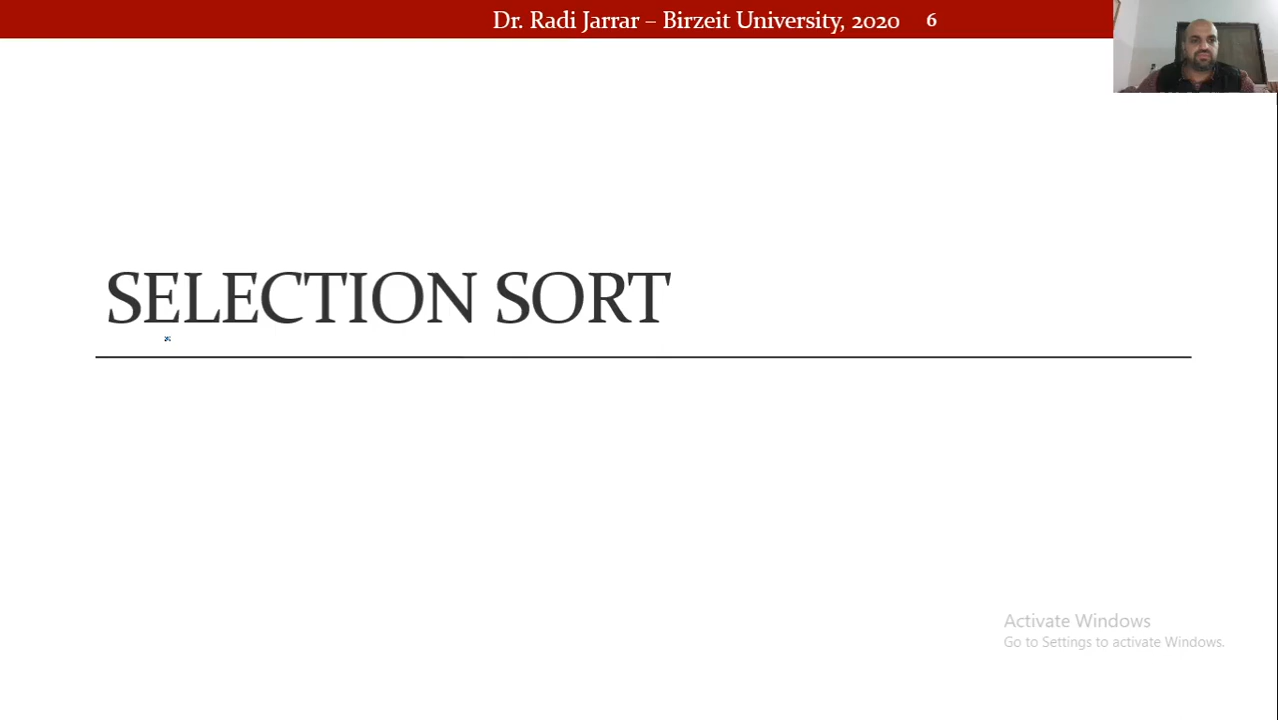 Dr. Radi Jarrar – Birzeit University, 2020 6
SELECTION SORT
Activate Windows
Go to Settings to activate Windows.